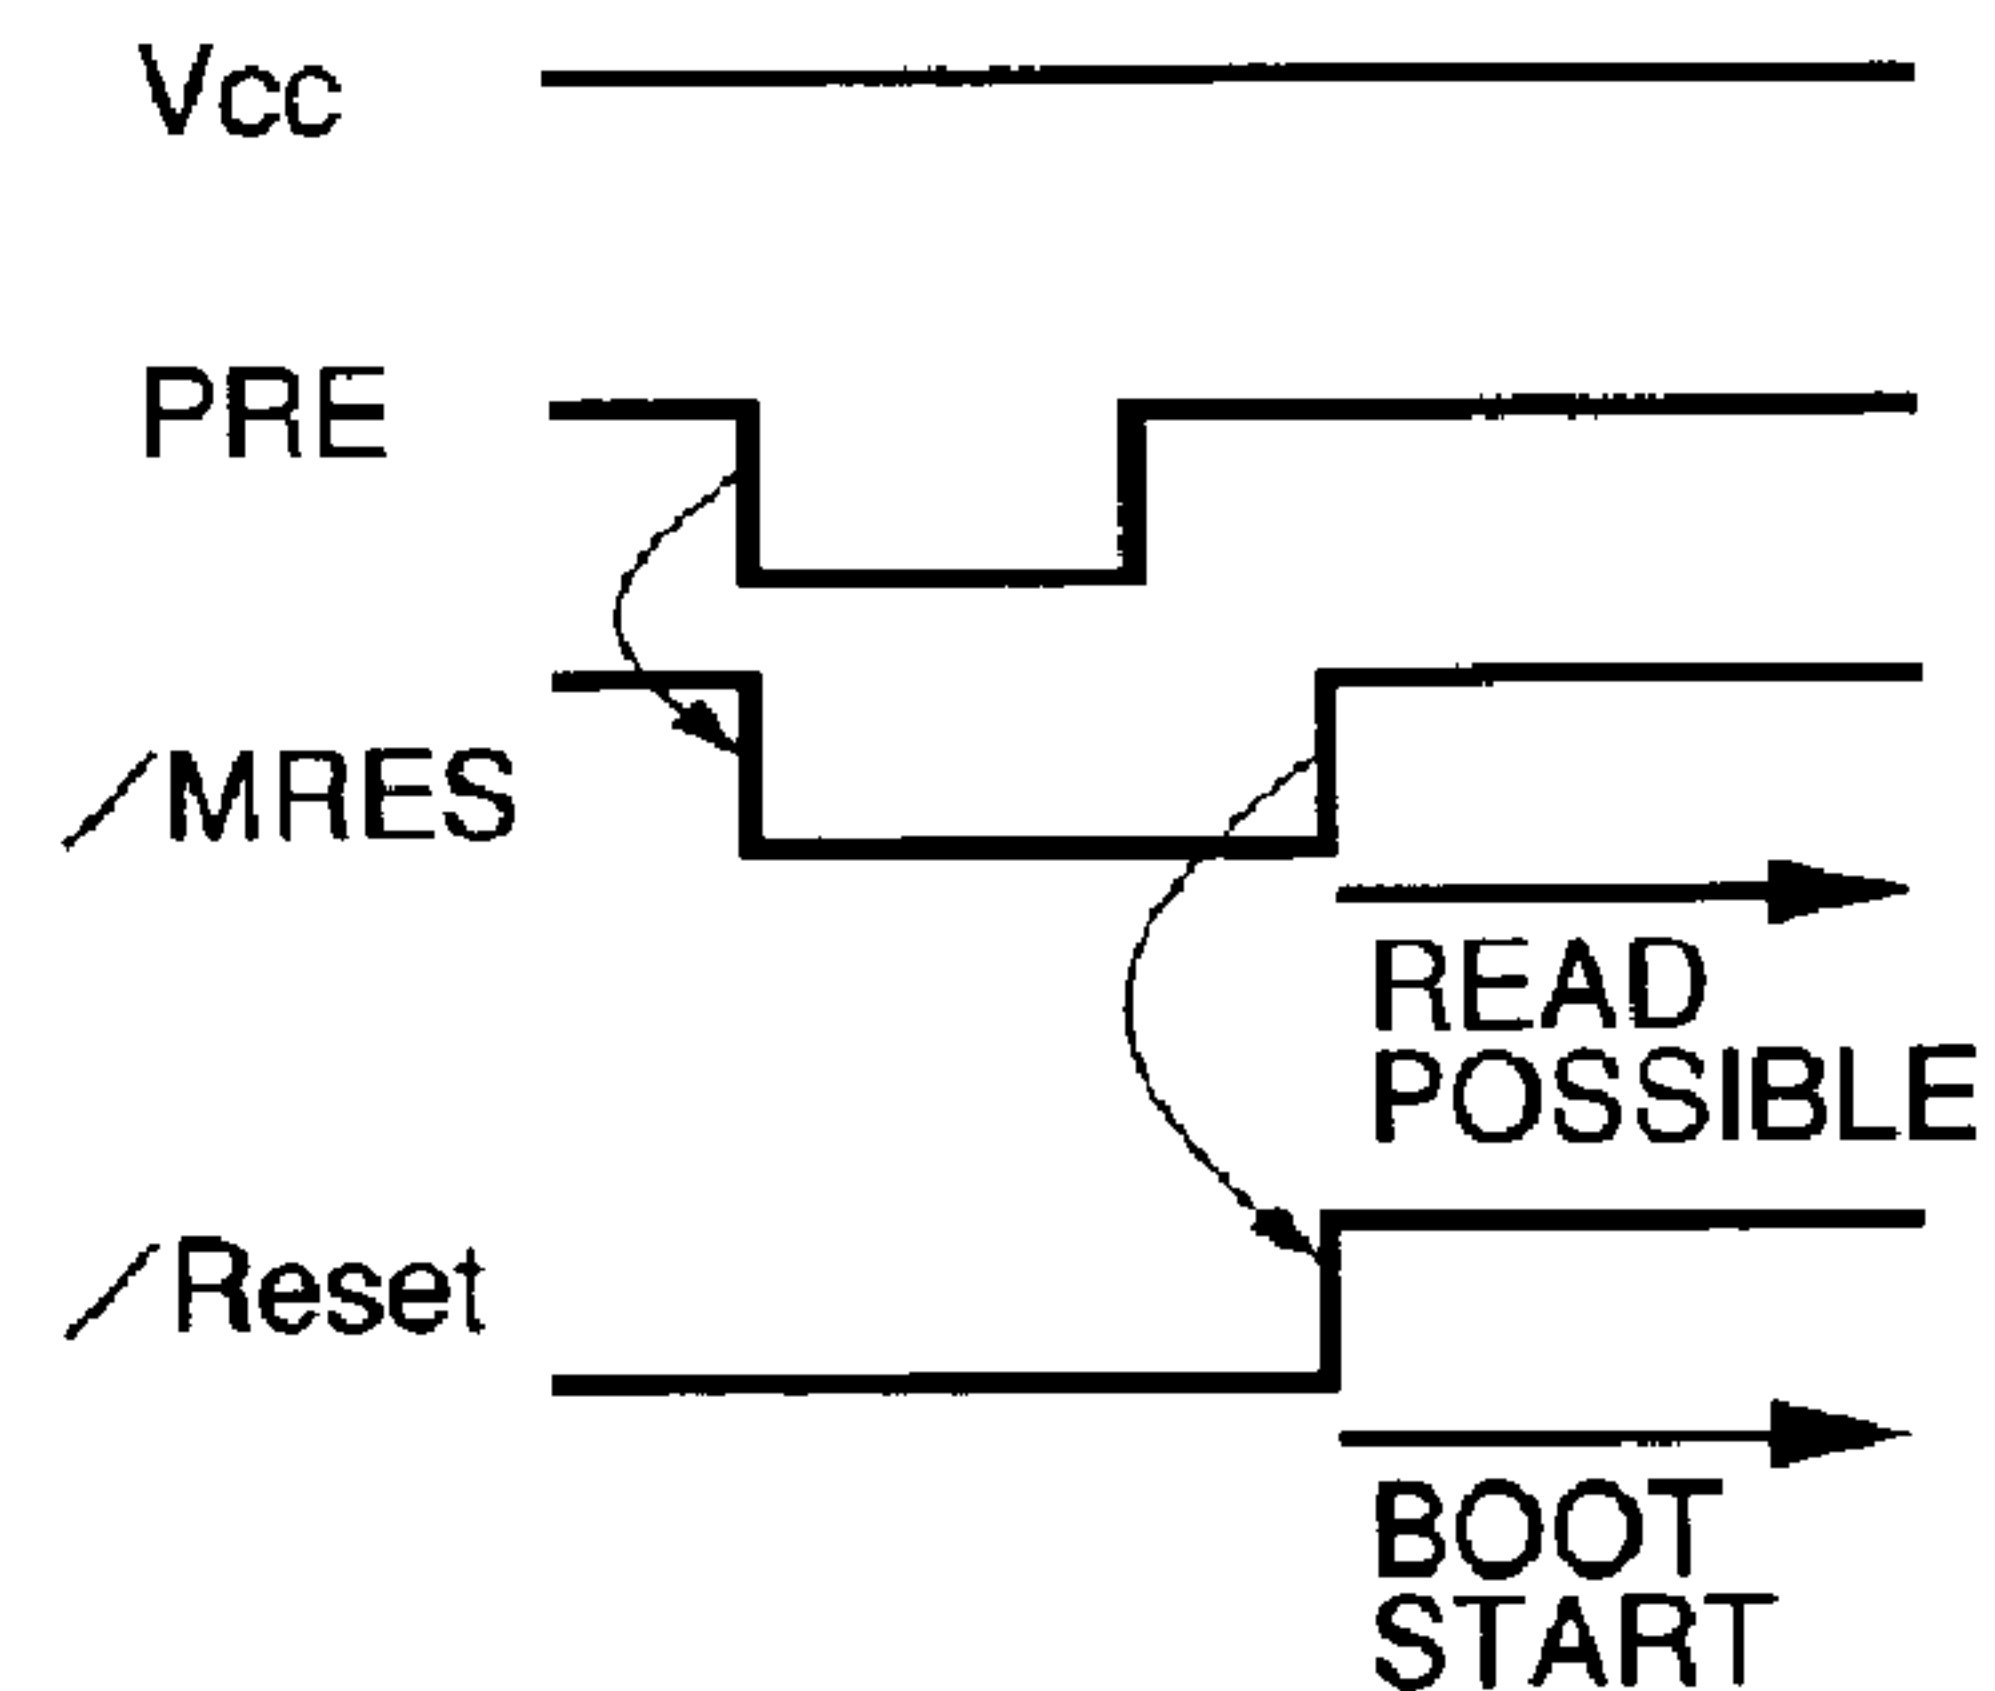 Vcc
PRE
/MRES
READ
POSSIBLE
/Reset
BOOT
START